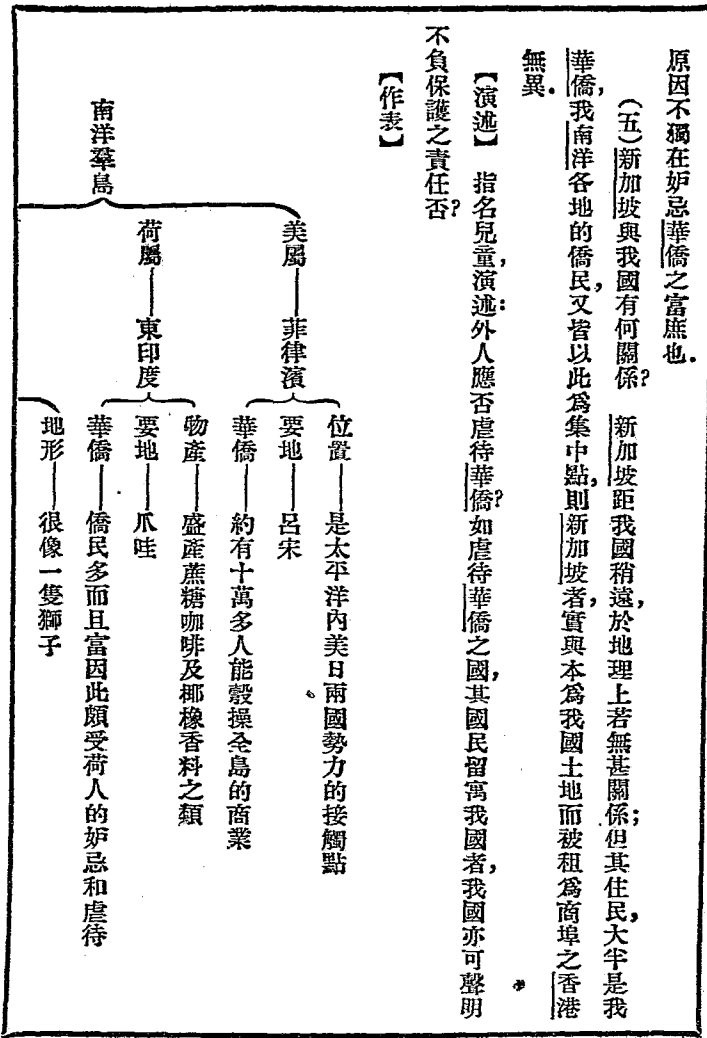 原因不獨在妒忌華僑之富庶也.
(五)新加坡與我國有何關係?　新加坡距我國稍遠,於地理上若無甚關係;但其住民,大半是我
華僑,我南洋各地的僑民,又皆以此爲集中點,則新加坡者,實與本爲我國土地而被租爲商埠之香港
無異.
【演述】　指名兒童,演述:外人應否虐待華僑?如虐待華僑之國,其國民留寓我國者,我國亦可聲明
不負保護之責任否?
【作表】
南洋羣島
美屬——菲律濱
位置——是太平洋內美日兩國勢力的接觸點
要地——呂宋
華僑——約有十萬多人能彀操全島的商業
荷屬——東印度
物產——盛產蔗糖咖啡及椰橡香料之類
要地——爪哇
華僑——僑民多而且富因此頗受荷人的妒忌和虐待
地形——很像一隻獅子